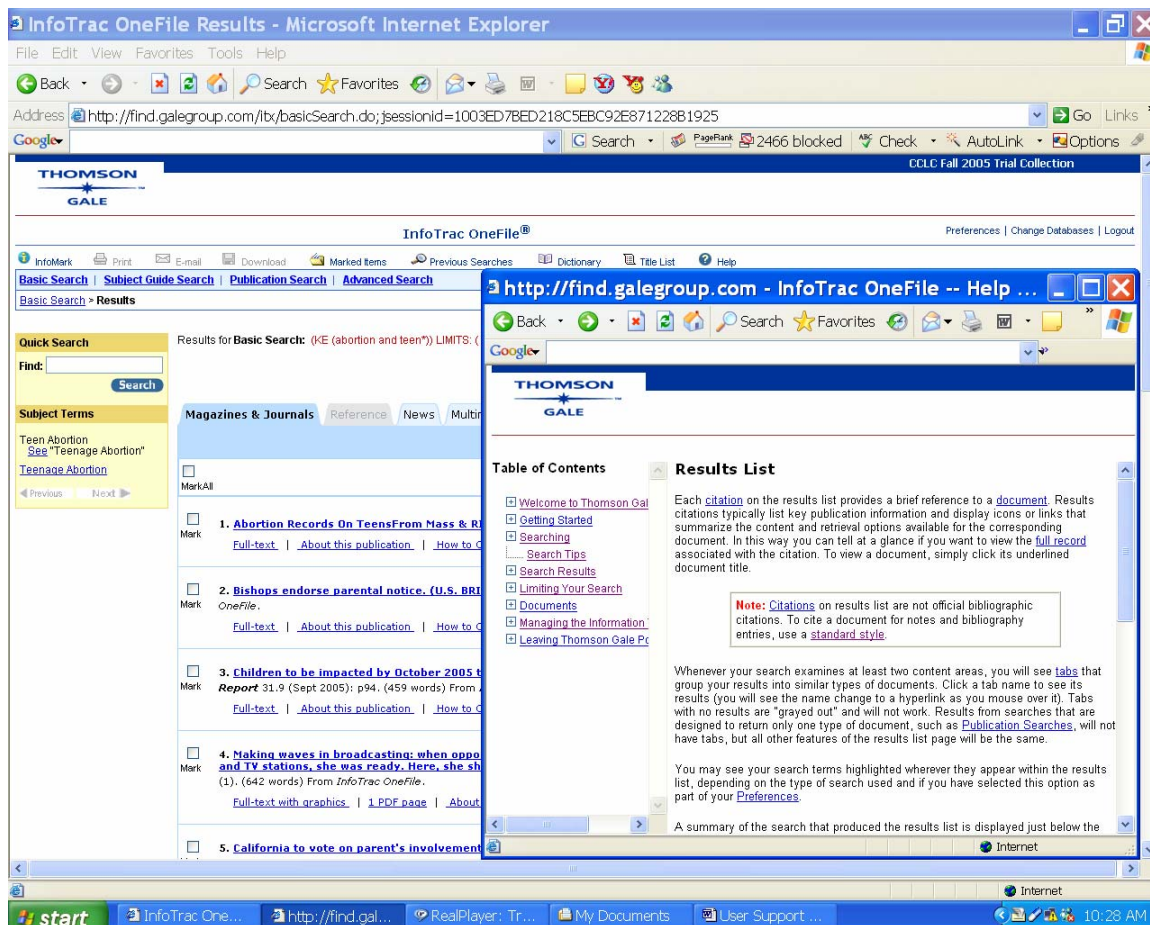 InfoTrac OneFile Results - Microsoft Internet Explorer
File Edit View Favorites Tools Help
Back Search Favorites
Address http://find.galegroup.com/itx/basicSearch.do;jsessionid=1003ED7BED218C5EBC92E871228B1925 Go Links
Google Search PageRank 2466 blocked ABC Check AutoLink Options
CCLC Fall 2005 Trial Collection
THOMSON
GALE
InfoTrac OneFile®
Preferences | Change Databases | Logout
InfoMark Print E-mail Download Marked Items Previous Searches Dictionary Title List Help
Basic Search | Subject Guide Search | Publication Search | Advanced Search
Basic Search > Results
Quick Search
Find:
Search
Subject Terms
Teen Abortion
See "Teenage Abortion"
Teenage Abortion
Previous Next
Results for Basic Search: (KE (abortion and teen*)) LIMITS: (
Magazines & Journals Reference News
MarkAll
Mark
1. Abortion Records On TeensFrom Mass &
Full-text | About this publication | How to
Mark
2. Bishops endorse parental notice. (U.S.
OneFile.
Full-text | About this publication | How to
Mark
3. Children to be impacted by October 2005
Report 31.9 (Sept 2005): p94. (459 words) From
Full-text | About this publication | How to
Mark
4. Making waves in broadcasting: when
and TV stations, she was ready. Here, she
(1). (642 words) From InfoTrac OneFile.
Full-text with graphics | 1 PDF page | About
5. California to vote on parent's involvement
http://find.galegroup.com - InfoTrac OneFile -- Help ...
Back Search Favorites
Google
THOMSON
GALE
Table of Contents
Welcome to Thomson
Getting Started
Searching
Search Tips
Search Results
Limiting Your Search
Documents
Managing the Information
Leaving Thomson Gale
Results List
Each citation on the results list provides a brief reference to a document. Results
citations typically list key publication information and display icons or links that
summarize the content and retrieval options available for the corresponding
document. In this way you can tell at a glance if you want to view the full record
associated with the citation. To view a document, simply click its underlined
document title.
Note: Citations on results list are not official bibliographic
citations. To cite a document for notes and bibliography
entries, use a standard style.
Whenever your search examines at least two content areas, you will see tabs that
group your results into similar types of documents. Click a tab name to see its
results (you will see the name change to a hyperlink as you mouse over it). Tabs
with no results are "grayed out" and will not work. Results from searches that are
designed to return only one type of document, such as Publication Searches, will not
have tabs, but all other features of the results list page will be the same.
You may see your search terms highlighted wherever they appear within the results
list, depending on the type of search used and if you have selected this option as
part of your Preferences.
A summary of the search that produced the results list is displayed just below the
Internet
Internet
start InfoTrac One... http://find.gal... RealPlayer: Tr... My Documents User Support ... 10:28 AM